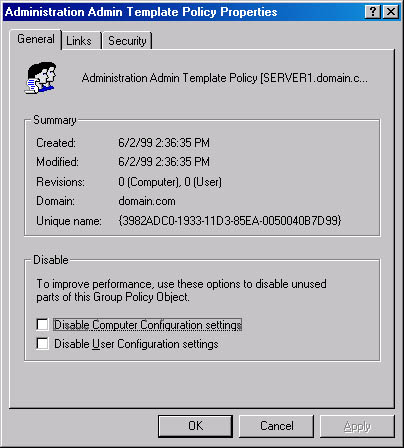 Administration Admin Template Policy Properties
General Links Security
Administration Admin Template Policy [SERVER1.domain.c...
Summary
Created: 6/2/99 2:36:35 PM
Modified: 6/2/99 2:36:35 PM
Revisions: 0 (Computer), 0 (User)
Domain: domain.com
Unique name: {3982ADC0-1933-11D3-85EA-0050040B7D99}
Disable
To improve performance, use these options to disable unused
parts of this Group Policy Object.
Disable Computer Configuration settings
Disable User Configuration settings
OK Cancel Apply